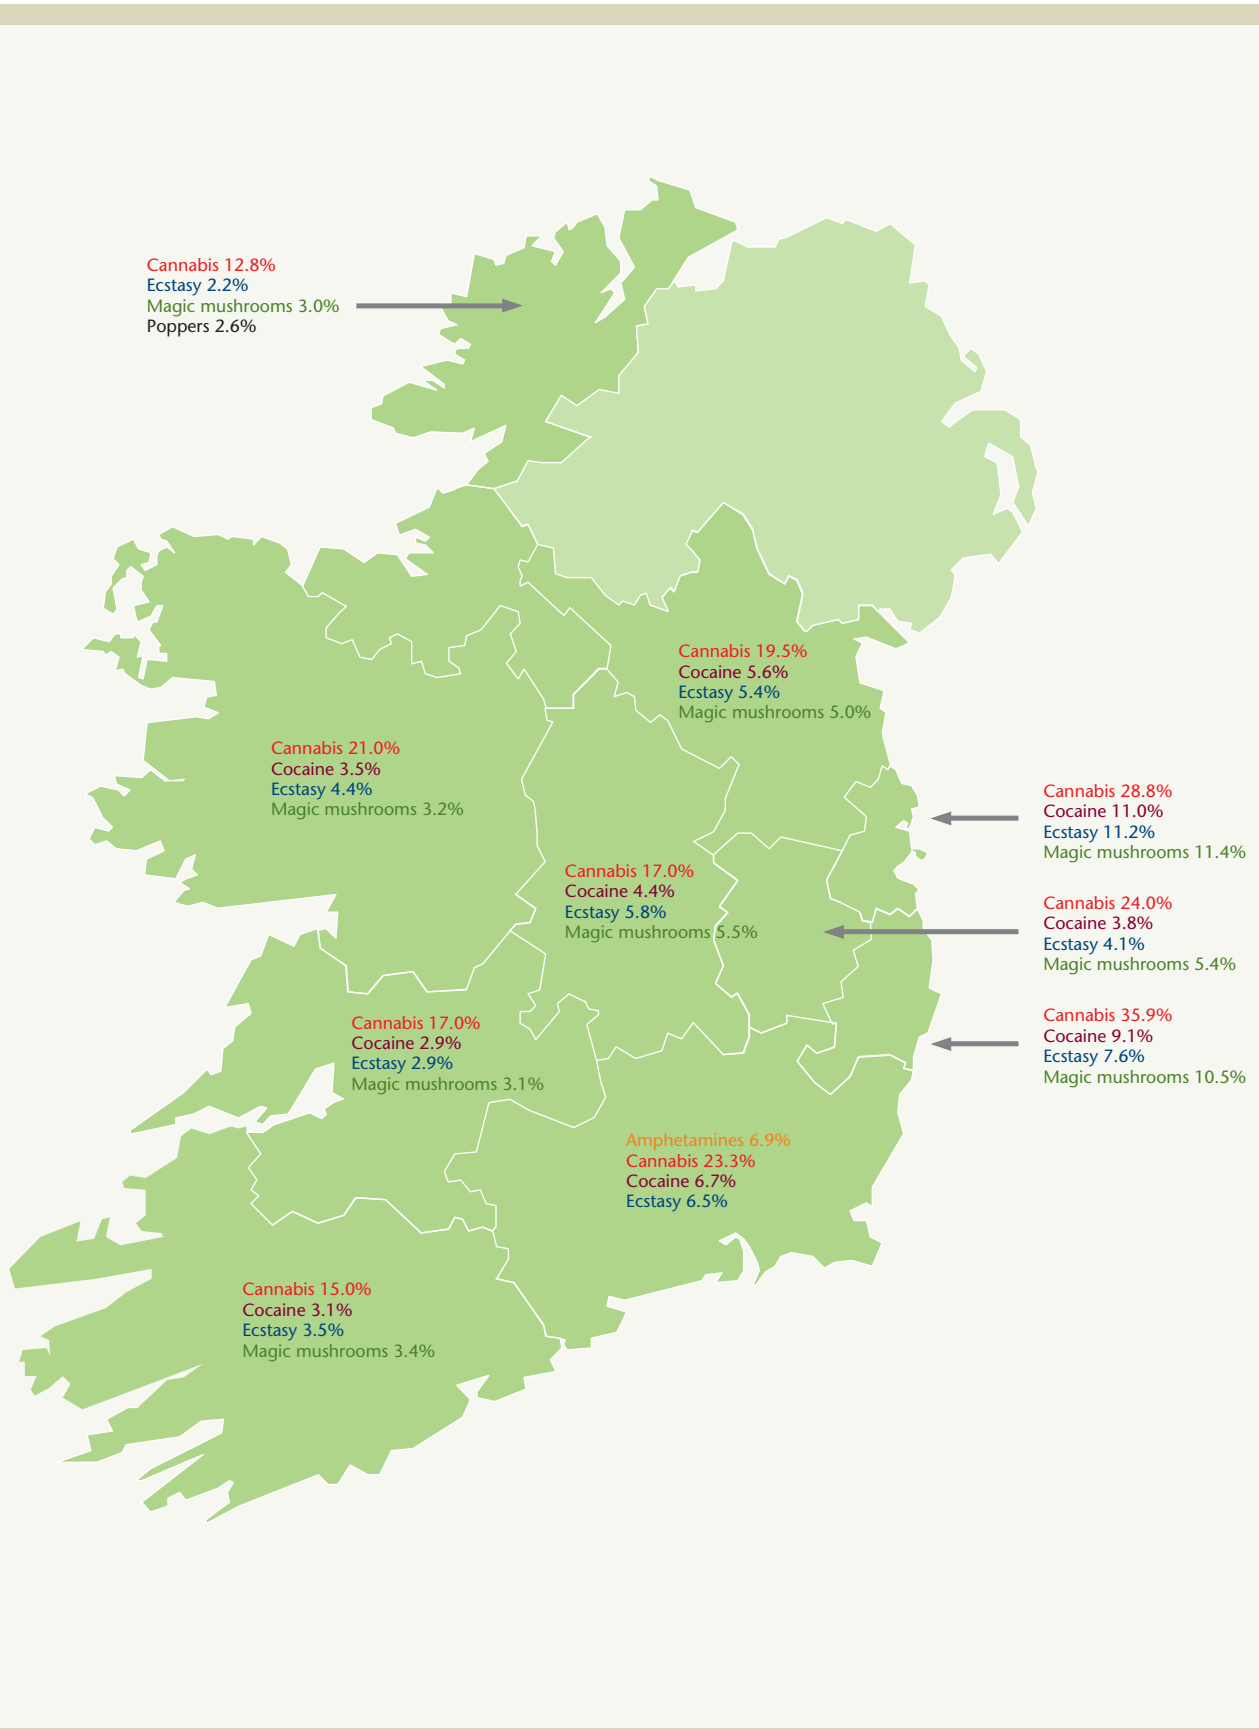 Cannabis 12.8%
Ecstasy 2.2%
Magic mushrooms 3.0%
Poppers 2.6%
Cannabis 19.5%
Cocaine 5.6%
Ecstasy 5.4%
Magic mushrooms 5.0%
Cannabis 21.0%
Cocaine 3.5%
Ecstasy 4.4%
Magic mushrooms 3.2%
Cannabis 28.8%
Cocaine 11.0%
Ecstasy 11.2%
Magic mushrooms 11.4%
Cannabis 17.0%
Cocaine 4.4%
Ecstasy 5.8%
Magic mushrooms 5.5%
Cannabis 24.0%
Cocaine 3.8%
Ecstasy 4.1%
Magic mushrooms 5.4%
Cannabis 35.9%
Cocaine 9.1%
Ecstasy 7.6%
Magic mushrooms 10.5%
Cannabis 17.0%
Cocaine 2.9%
Ecstasy 2.9%
Magic mushrooms 3.1%
Amphetamines 6.9%
Cannabis 23.3%
Cocaine 6.7%
Ecstasy 6.5%
Cannabis 15.0%
Cocaine 3.1%
Ecstasy 3.5%
Magic mushrooms 3.4%